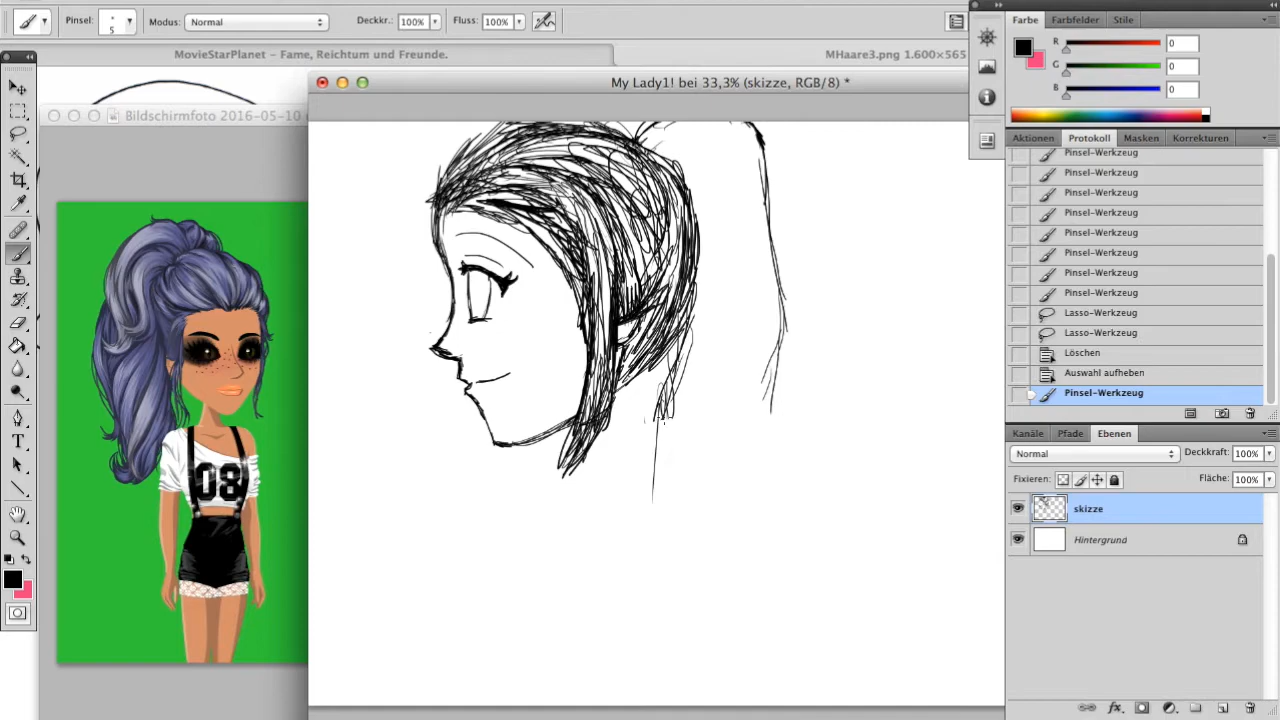 Pinsel:
5
Modus: Normal
Deckkr.: 100%
Fluss: 100%
MovieStarPlanet – Fame, Reichtum und Freunde.
MHaare3.png 1.600×565
My Lady1! bei 33,3% (skizze, RGB/8) *
Bildschirmfoto 2016-05-10
08
Farbe Farbfelder Stile
R 0
G 0
B 0
Aktionen Protokoll Masken Korrekturen
Pinsel-Werkzeug
Pinsel-Werkzeug
Pinsel-Werkzeug
Pinsel-Werkzeug
Pinsel-Werkzeug
Pinsel-Werkzeug
Pinsel-Werkzeug
Pinsel-Werkzeug
Lasso-Werkzeug
Lasso-Werkzeug
Löschen
Auswahl aufheben
Pinsel-Werkzeug
Kanäle Pfade Ebenen
Normal Deckkraft: 100%
Fixieren: Fläche: 100%
skizze
Hintergrund